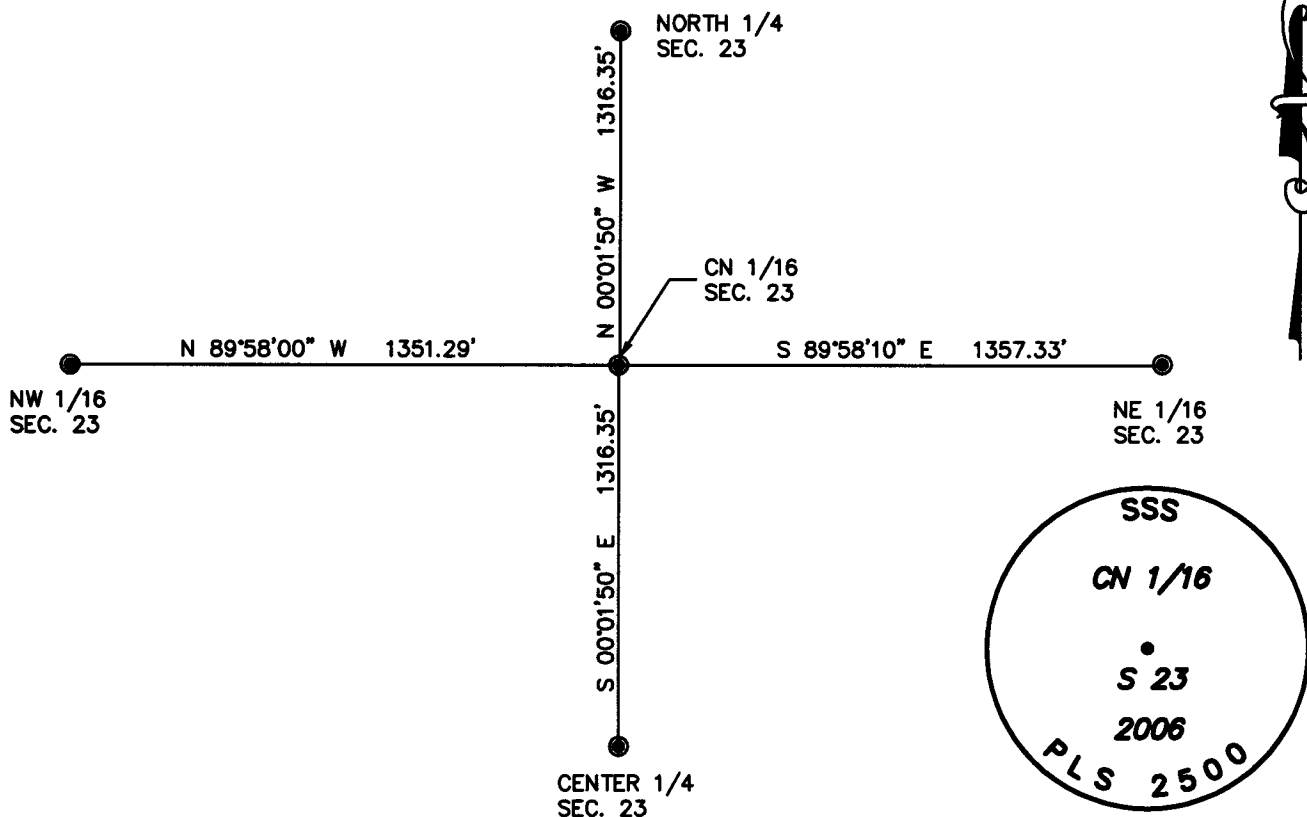 NORTH 1/4
SEC. 23
N 00°01'50" W 1316.35'
CN 1/16
SEC. 23
N 89°58'00" W 1351.29'
S 89°58'10" E 1357.33'
NW 1/16
SEC. 23
NE 1/16
SEC. 23
S 00°01'50" E 1316.35'
CENTER 1/4
SEC. 23
SSS
CN 1/16
S 23
2006
PLS 2500